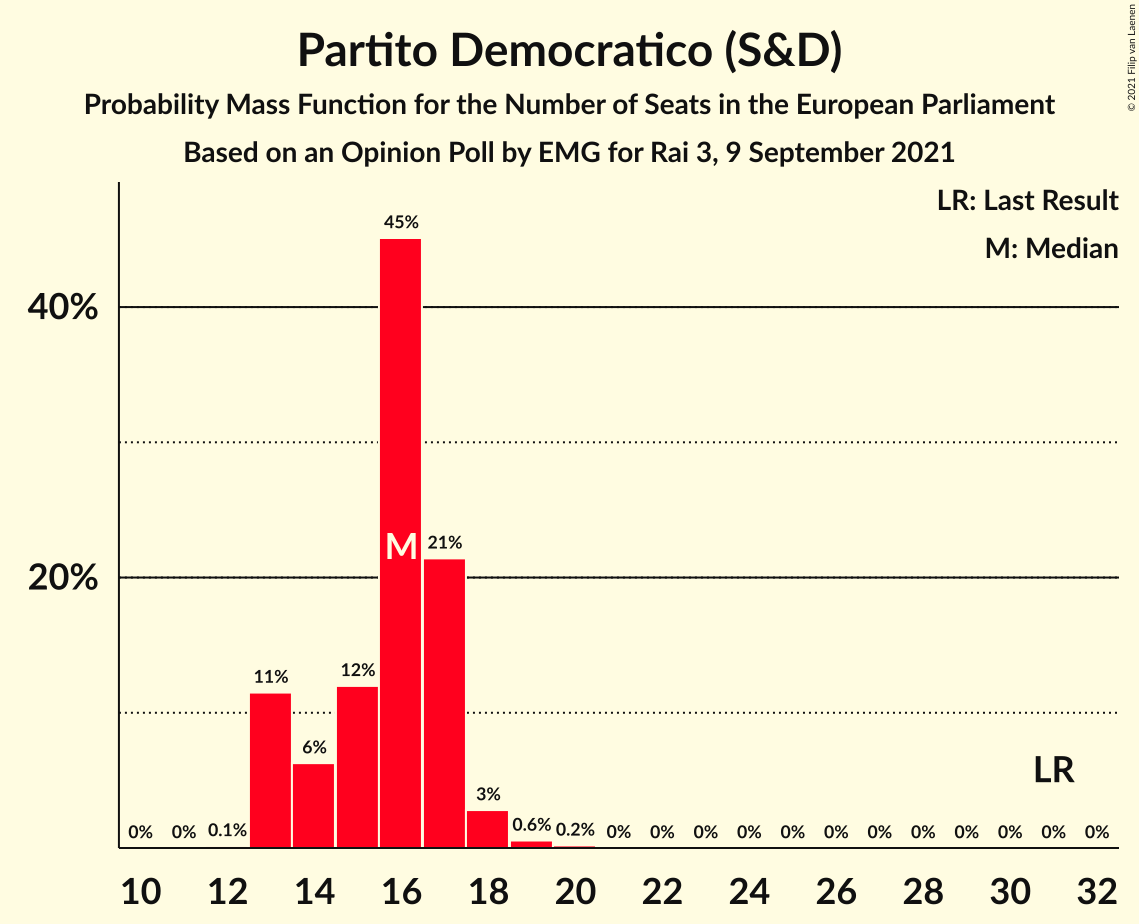 Partito Democratico (S&D)
Probability Mass Function for the Number of Seats in the European Parliament
Based on an Opinion Poll by EMG for Rai 3, 9 September 2021
© 2021 Filip van Laenen
LR: Last Result
M: Median
40%
20%
45%
M
21%
11%
6%
12%
3%
LR
0% 0% 0.1% 0.6% 0.2% 0% 0% 0% 0% 0% 0% 0% 0% 0% 0% 0% 0%
10 12 14 16 18 20 22 24 26 28 30 32